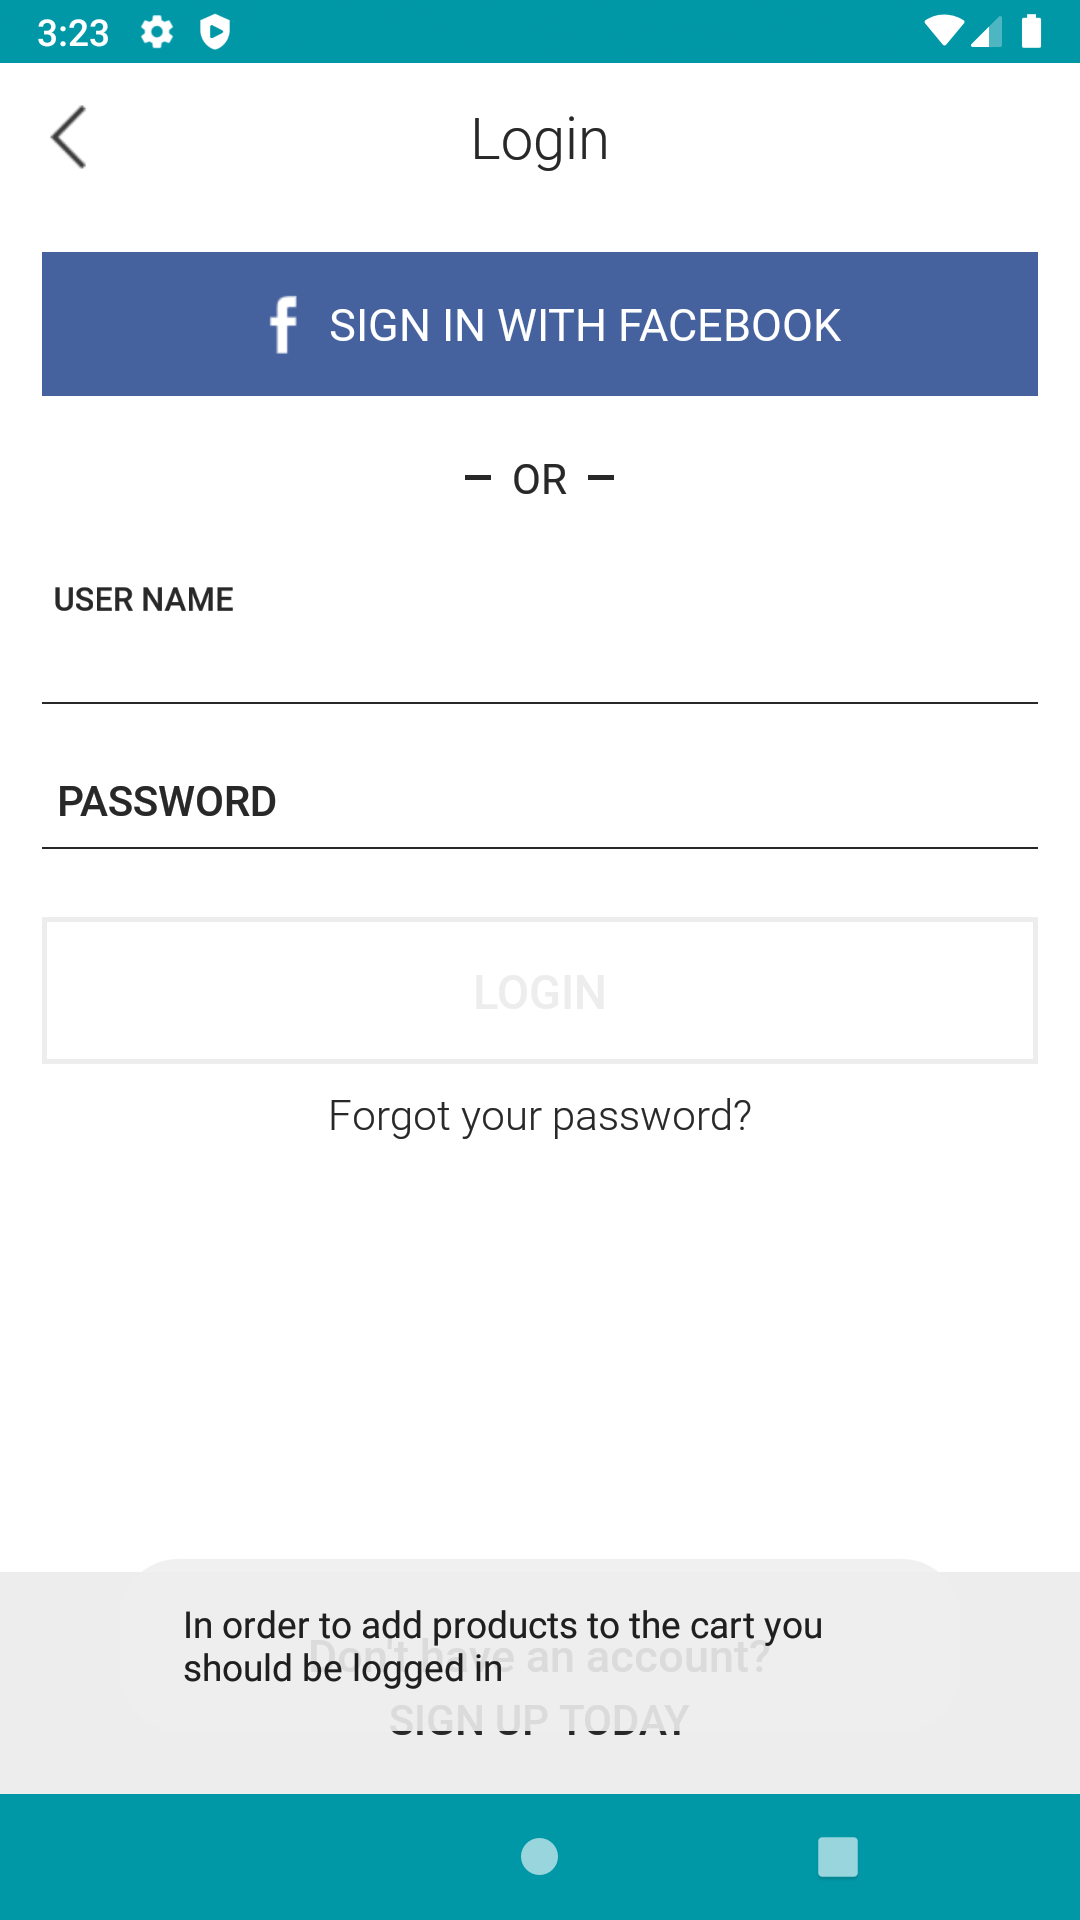 3:23
Login
f SIGN IN WITH FACEBOOK
– OR –
USER NAME
PASSWORD
LOGIN
Forgot your password?
In order to add products to the cart you
should be logged in
Don't have an account?
SIGN UP TODAY